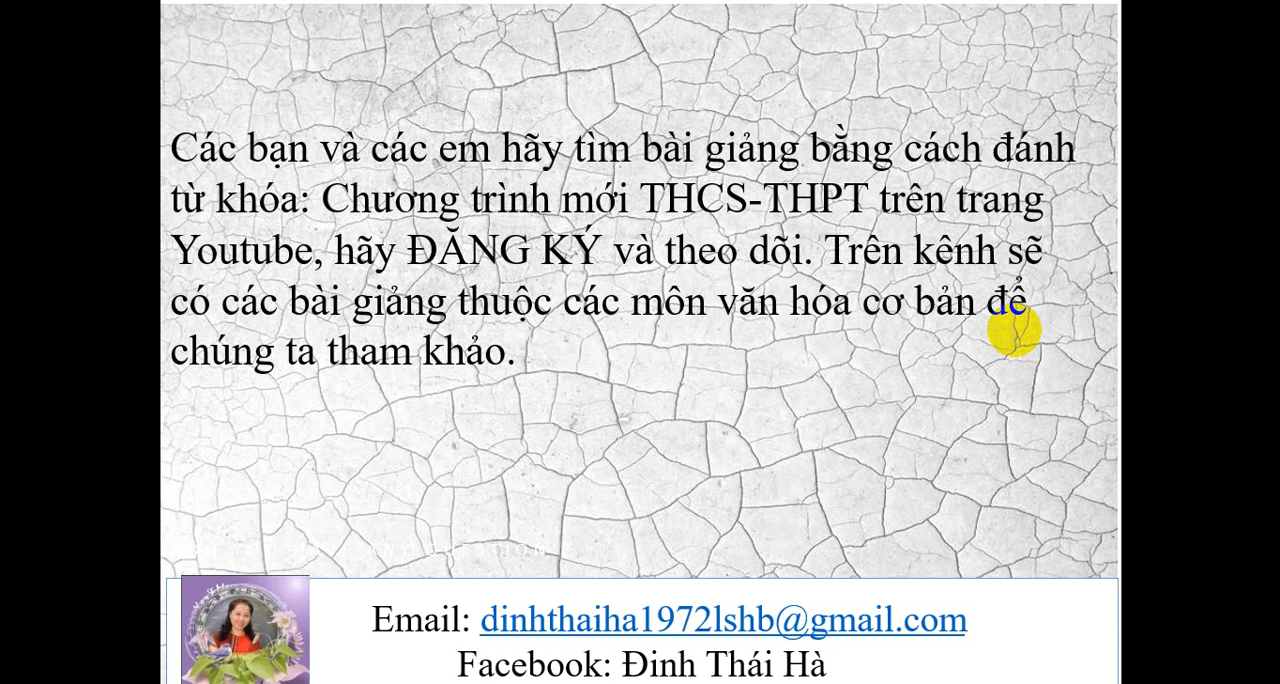 Các bạn và các em hãy tìm bài giảng bằng cách đánh
từ khóa: Chương trình mới THCS-THPT trên trang
Youtube, hãy ĐĂNG KÝ và theo dõi. Trên kênh sẽ
có các bài giảng thuộc các môn văn hóa cơ bản để
chúng ta tham khảo.
Email: dinhthaiha1972lshb@gmail.com
Facebook: Đinh Thái Hà